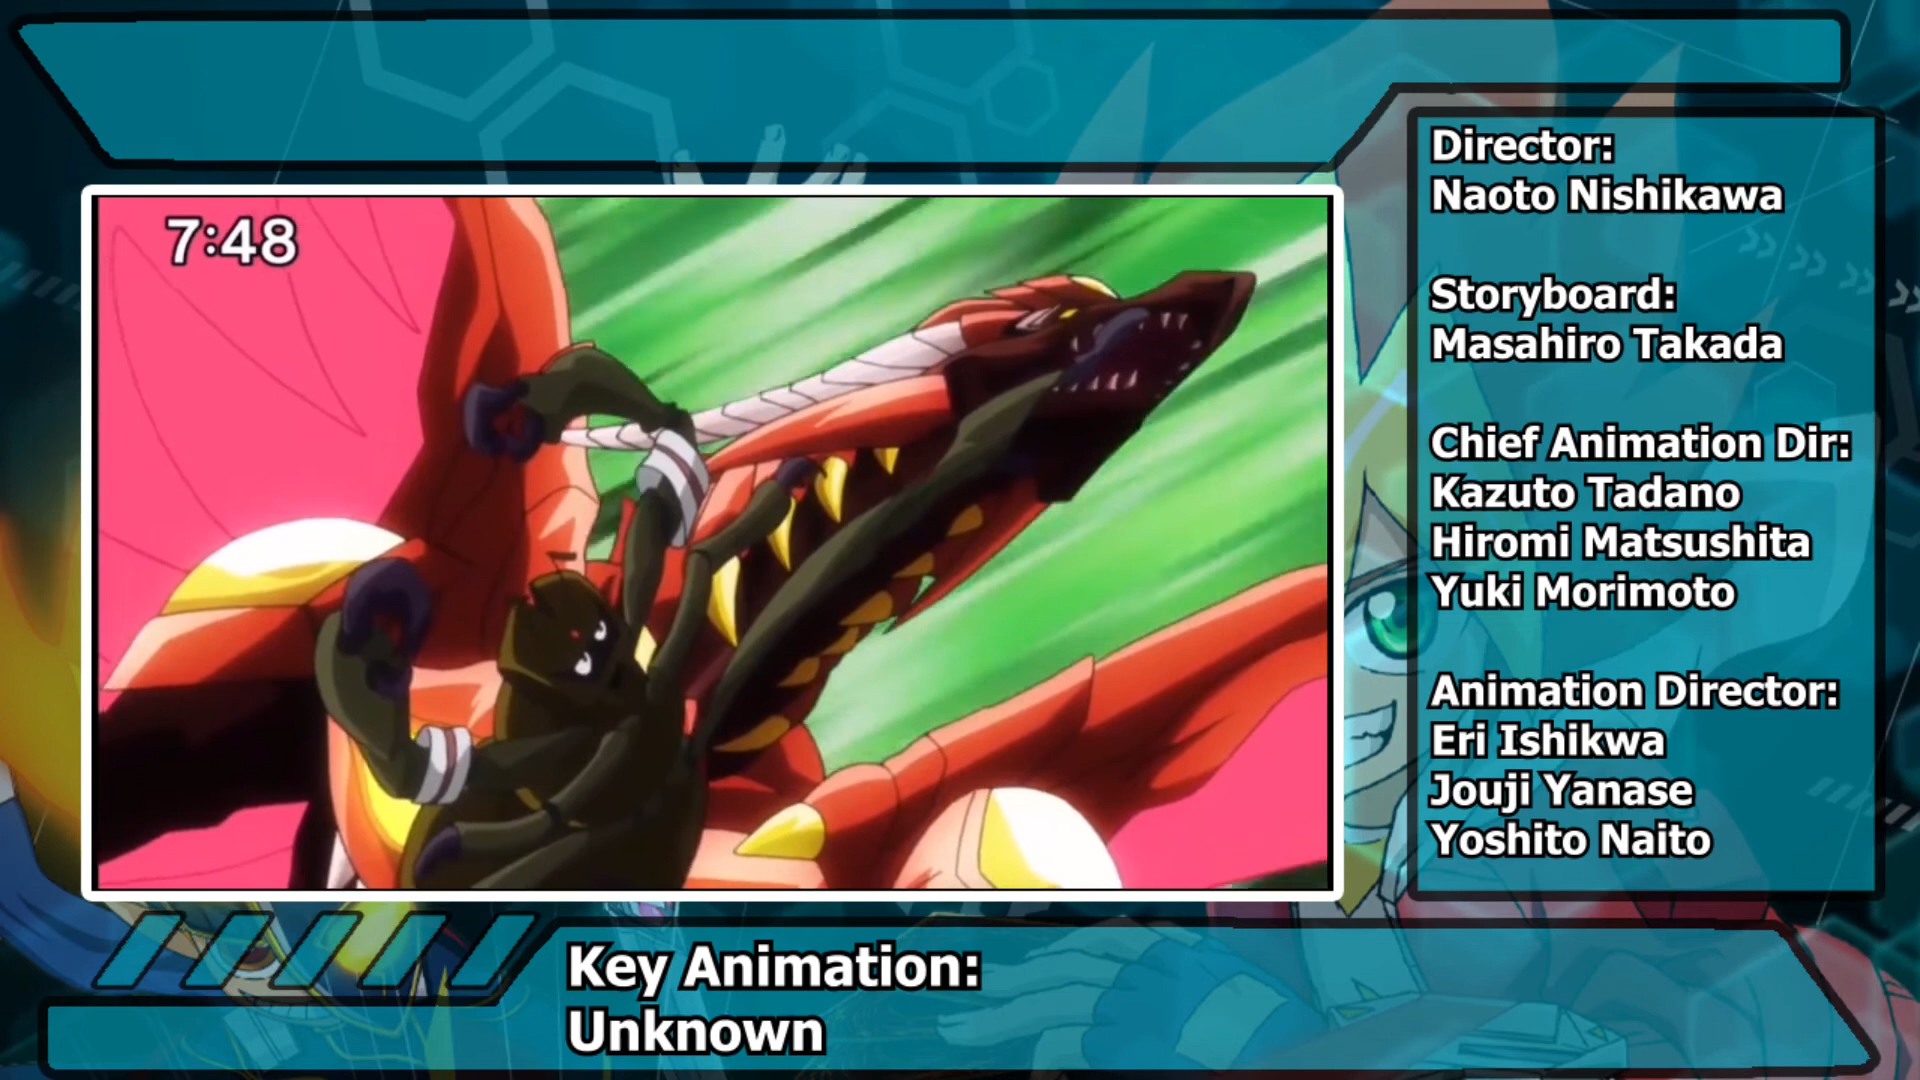 7:48
Director:
Naoto Nishikawa
Storyboard:
Masahiro Takada
Chief Animation Dir:
Kazuto Tadano
Hiromi Matsushita
Yuki Morimoto
Animation Director:
Eri Ishikwa
Jouji Yanase
Yoshito Naito
Key Animation:
Unknown